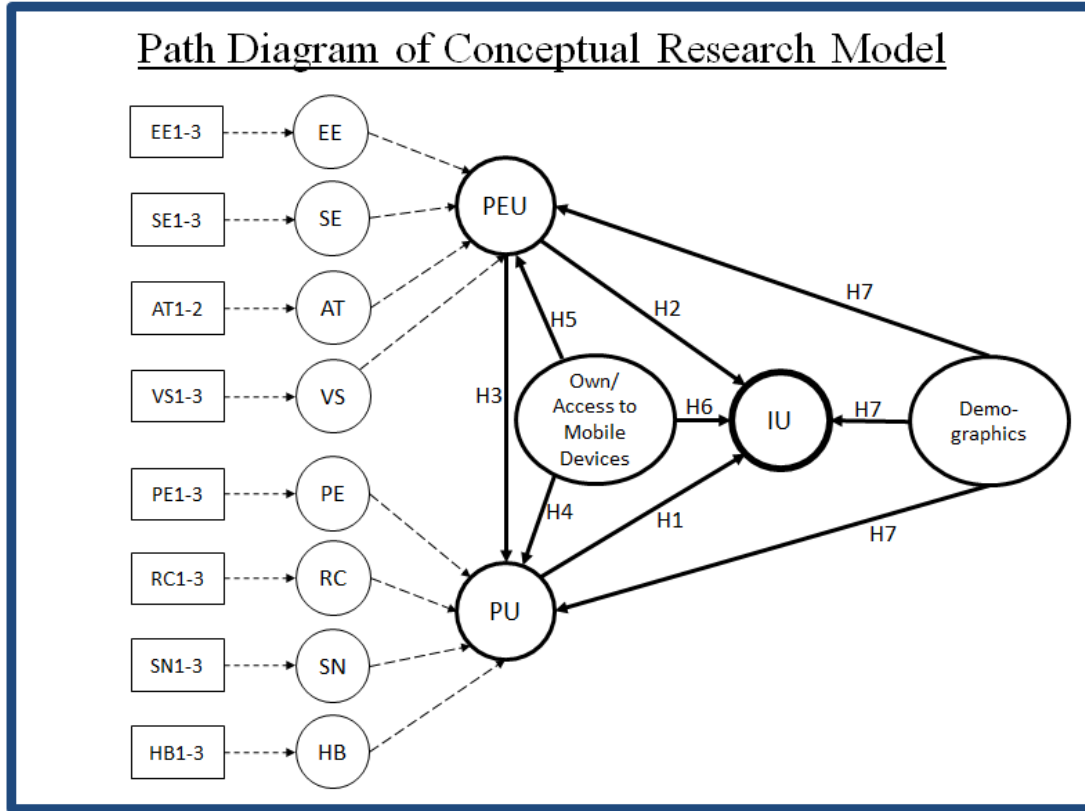 Path Diagram of Conceptual Research Model
EE1-3
EE
SE1-3
SE
AT1-2
AT
VS1-3
VS
PE1-3
PE
RC1-3
RC
SN1-3
SN
HB1-3
HB
PEU
H7
H2
H5
H3
Own/
Access to
Mobile
Devices
H6
IU
H7
Demo-
graphics
H4
H1
H7
PU